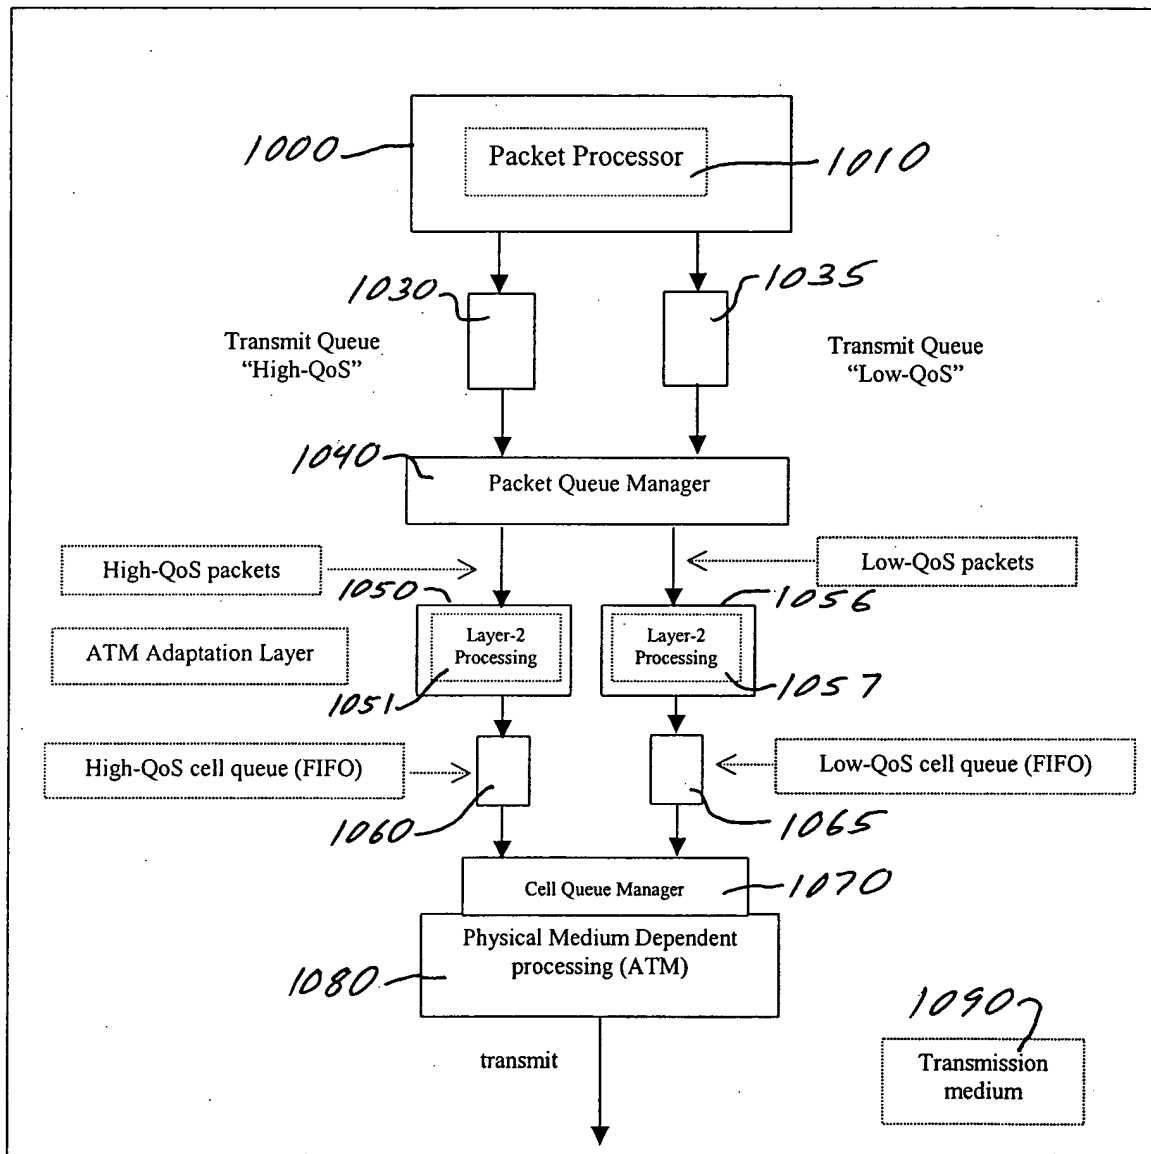 1000
Packet Processor
1010
1030
1035
Transmit Queue
“High-QoS”
Transmit Queue
“Low-QoS”
1040
Packet Queue Manager
High-QoS packets
Low-QoS packets
1050
1056
ATM Adaptation Layer
Layer-2
Processing
Layer-2
Processing
1051
1057
High-QoS cell queue (FIFO)
Low-QoS cell queue (FIFO)
1060
1065
Cell Queue Manager
1070
Physical Medium Dependent
processing (ATM)
1080
1090
transmit
Transmission
medium